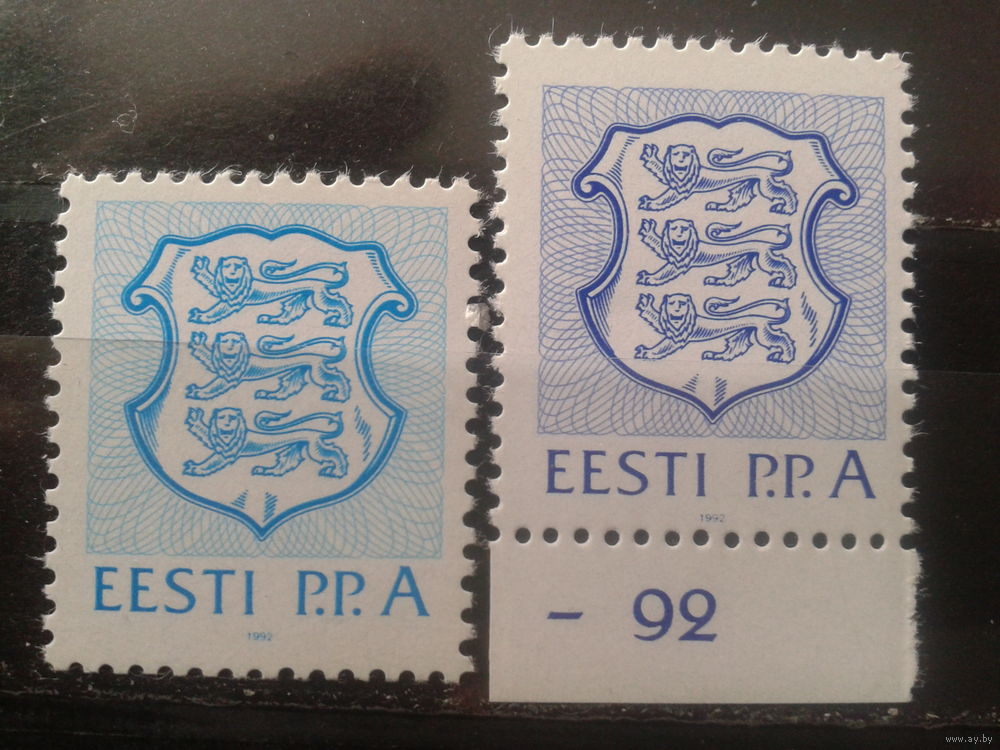 EESTI P.P. A
1992
EESTI P.P. A
1992
- 92
www.ay.by